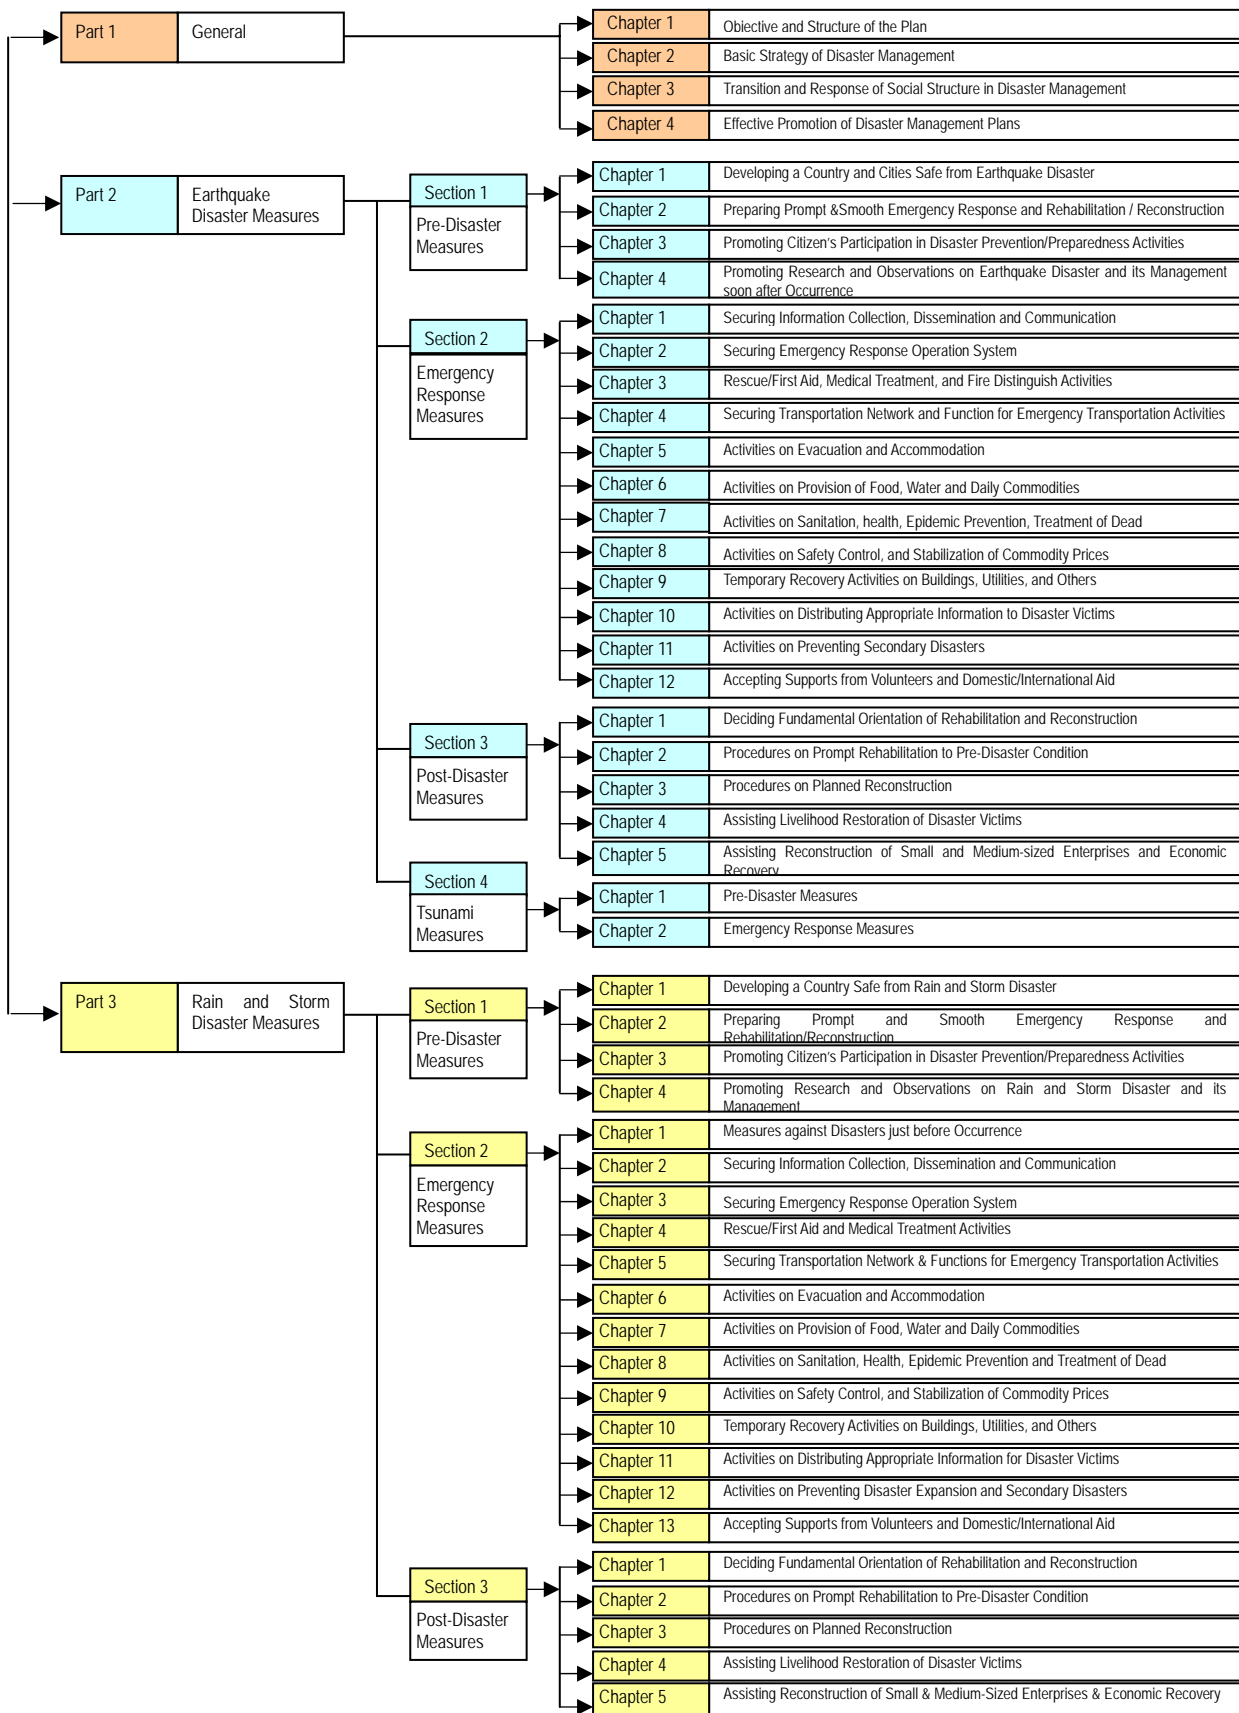 Part 1 General
Chapter 1 Objective and Structure of the Plan
Chapter 2 Basic Strategy of Disaster Management
Chapter 3 Transition and Response of Social Structure in Disaster Management
Chapter 4 Effective Promotion of Disaster Management Plans
Part 2 Earthquake
Disaster Measures
Section 1
Pre-Disaster
Measures
Chapter 1 Developing a Country and Cities Safe from Earthquake Disaster
Chapter 2 Preparing Prompt &Smooth Emergency Response and Rehabilitation / Reconstruction
Chapter 3 Promoting Citizen's Participation in Disaster Prevention/Preparedness Activities
Chapter 4 Promoting Research and Observations on Earthquake Disaster and its Management
soon after Occurrence
Section 2
Emergency
Response
Measures
Chapter 1 Securing Information Collection, Dissemination and Communication
Chapter 2 Securing Emergency Response Operation System
Chapter 3 Rescue/First Aid, Medical Treatment, and Fire Distinguish Activities
Chapter 4 Securing Transportation Network and Function for Emergency Transportation Activities
Chapter 5 Activities on Evacuation and Accommodation
Chapter 6 Activities on Provision of Food, Water and Daily Commodities
Chapter 7 Activities on Sanitation, health, Epidemic Prevention, Treatment of Dead
Chapter 8 Activities on Safety Control, and Stabilization of Commodity Prices
Chapter 9 Temporary Recovery Activities on Buildings, Utilities, and Others
Chapter 10 Activities on Distributing Appropriate Information to Disaster Victims
Chapter 11 Activities on Preventing Secondary Disasters
Chapter 12 Accepting Supports from Volunteers and Domestic/International Aid
Section 3
Post-Disaster
Measures
Chapter 1 Deciding Fundamental Orientation of Rehabilitation and Reconstruction
Chapter 2 Procedures on Prompt Rehabilitation to Pre-Disaster Condition
Chapter 3 Procedures on Planned Reconstruction
Chapter 4 Assisting Livelihood Restoration of Disaster Victims
Chapter 5 Assisting Reconstruction of Small and Medium-sized Enterprises and Economic
Recovery
Section 4
Tsunami
Measures
Chapter 1 Pre-Disaster Measures
Chapter 2 Emergency Response Measures
Part 3 Rain and Storm
Disaster Measures
Section 1
Pre-Disaster
Measures
Chapter 1 Developing a Country Safe from Rain and Storm Disaster
Chapter 2 Preparing Prompt and Smooth Emergency Response and
Rehabilitation/Reconstruction
Chapter 3 Promoting Citizen's Participation in Disaster Prevention/Preparedness Activities
Chapter 4 Promoting Research and Observations on Rain and Storm Disaster and its
Management
Section 2
Emergency
Response
Measures
Chapter 1 Measures against Disasters just before Occurrence
Chapter 2 Securing Information Collection, Dissemination and Communication
Chapter 3 Securing Emergency Response Operation System
Chapter 4 Rescue/First Aid and Medical Treatment Activities
Chapter 5 Securing Transportation Network & Functions for Emergency Transportation Activities
Chapter 6 Activities on Evacuation and Accommodation
Chapter 7 Activities on Provision of Food, Water and Daily Commodities
Chapter 8 Activities on Sanitation, Health, Epidemic Prevention and Treatment of Dead
Chapter 9 Activities on Safety Control, and Stabilization of Commodity Prices
Chapter 10 Temporary Recovery Activities on Buildings, Utilities, and Others
Chapter 11 Activities on Distributing Appropriate Information for Disaster Victims
Chapter 12 Activities on Preventing Disaster Expansion and Secondary Disasters
Chapter 13 Accepting Supports from Volunteers and Domestic/International Aid
Section 3
Post-Disaster
Measures
Chapter 1 Deciding Fundamental Orientation of Rehabilitation and Reconstruction
Chapter 2 Procedures on Prompt Rehabilitation to Pre-Disaster Condition
Chapter 3 Procedures on Planned Reconstruction
Chapter 4 Assisting Livelihood Restoration of Disaster Victims
Chapter 5 Assisting Reconstruction of Small & Medium-Sized Enterprises & Economic Recovery